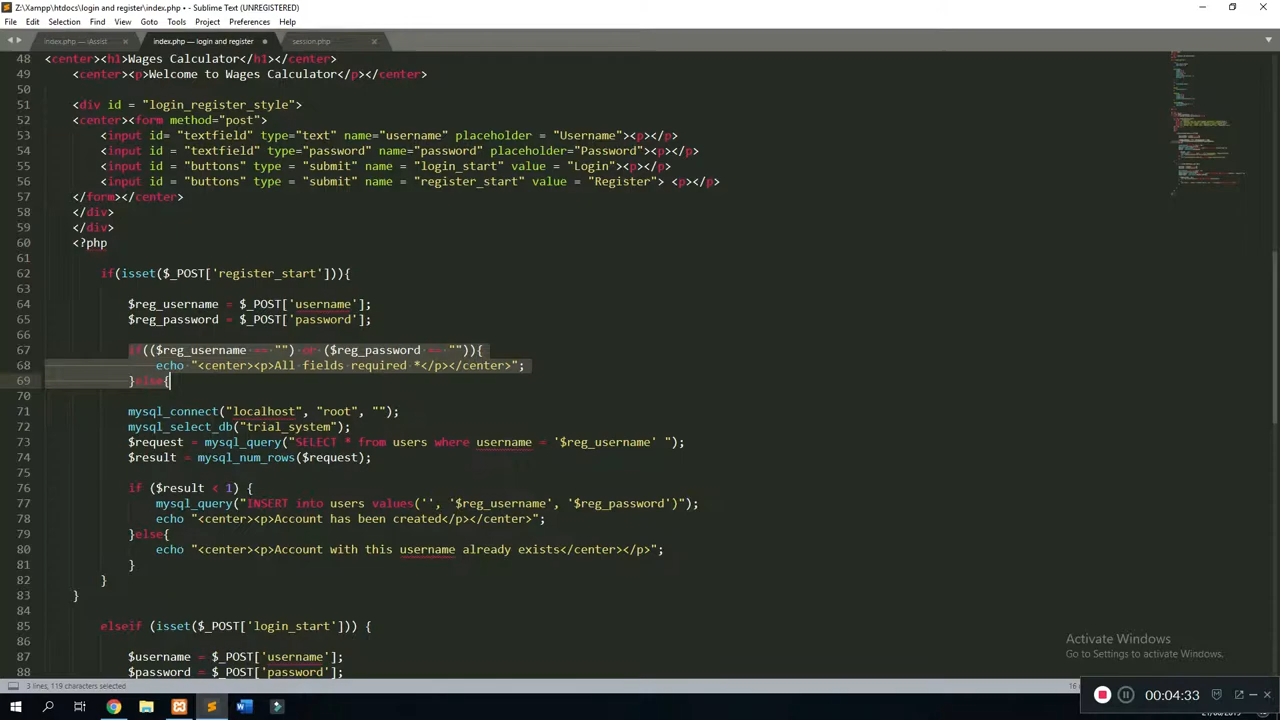 Z:\Xampp\htdocs\login and register\index.php • - Sublime Text (UNREGISTERED)
File Edit Selection Find View Goto Tools Project Preferences Help
index.php — iAssist
index.php — login and register
session.php
48 <center><h1>Wages Calculator</h1></center>
49 <center><p>Welcome to Wages Calculator</p></center>
50
51 <div id = "login_register_style">
52 <center><form method="post">
53 <input id= "textfield" type="text" name="username" placeholder = "Username"><p></p>
54 <input id = "textfield" type="password" name="password" placeholder="Password"><p></p>
55 <input id = "buttons" type = "submit" name = "login_start" value = "Login"><p></p>
56 <input id = "buttons" type = "submit" name = "register_start" value = "Register"> <p></p>
57 </form></center>
58 </div>
59 </div>
60 <?php
61
62 if(isset($_POST['register_start'])){
63
64 $reg_username = $_POST['username'];
65 $reg_password = $_POST['password'];
66
67 if(($reg_username == "") or ($reg_password == "")){
68 echo "<center><p>All fields required *</p></center>";
69 }else{
70
71 mysql_connect("localhost", "root", "");
72 mysql_select_db("trial_system");
73 $request = mysql_query("SELECT * from users where username = '$reg_username' ");
74 $result = mysql_num_rows($request);
75
76 if ($result < 1) {
77 mysql_query("INSERT into users values('', '$reg_username', '$reg_password')");
78 echo "<center><p>Account has been created</p></center>";
79 }else{
80 echo "<center><p>Account with this username already exists</center></p>";
81 }
82 }
83 }
84
85 elseif (isset($_POST['login_start'])) {
86
87 $username = $_POST['username'];
88 $password = $_POST['password'];
Activate Windows
Go to Settings to activate Windows.
3 lines, 119 characters selected
00:04:33